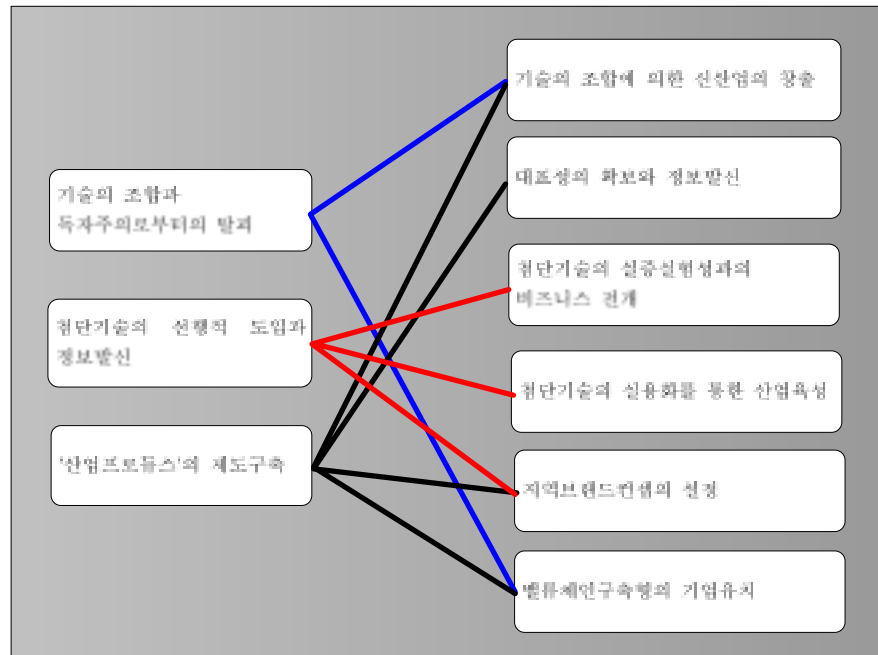 기술의 조합과
독자주의로부터의 탈피
첨단기술의 선행적 도입과
정보발신
'산업프로듀스'의 제도구축
기술의 조합에 의한 신산업의 창출
대표성의 확보와 정보발신
첨단기술의 실증실험성과의
비즈니스 전개
첨단기술의 실용화를 통한 산업육성
지역브랜드컨셉의 설정
밸류체인구축형의 기업유치